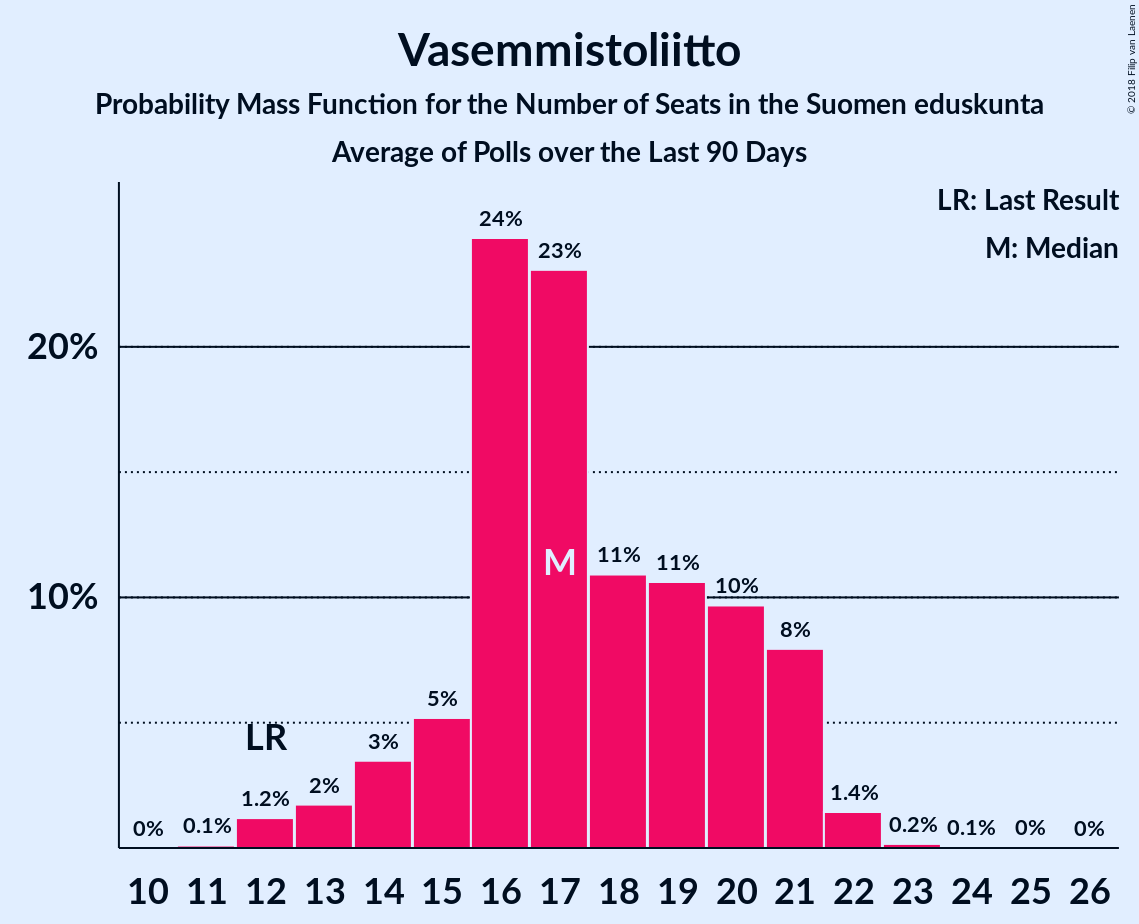 Vasemmistoliitto
Probability Mass Function for the Number of Seats in the Suomen eduskunta
Average of Polls over the Last 90 Days
© 2018 Filip van Laenen
LR: Last Result
M: Median
20%
10%
0%
0.1%
1.2%
LR
2%
3%
5%
24%
23%
M
11%
11%
10%
8%
1.4%
0.2%
0.1%
0%
0%
10 11 12 13 14 15 16 17 18 19 20 21 22 23 24 25 26